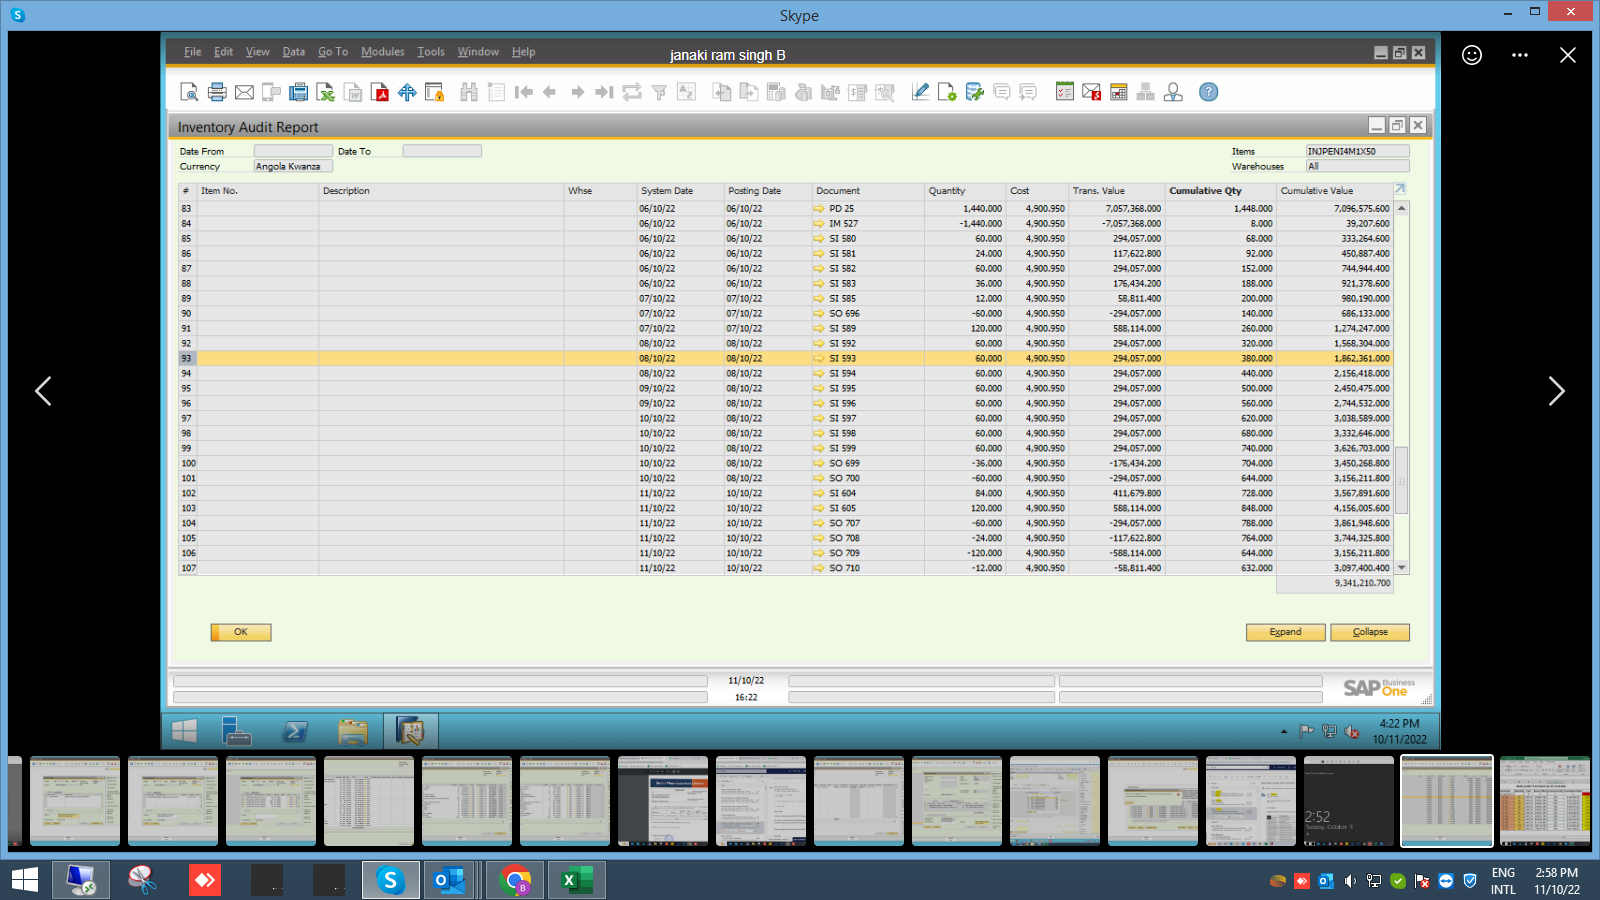 Skype
File Edit View Data Go To Modules Tools Window Help
janaki ram singh B
Inventory Audit Report
Date From Date To
Currency Angola Kwanza
Items INJPENI4M1X50
Warehouses All
# Item No. Description Whse System Date Posting Date Document Quantity Cost Trans. Value Cumulative Qty Cumulative Value
83 06/10/22 06/10/22 PD 25 1,440.000 4,900.950 7,057,368.000 1,448.000 7,096,575.600
84 06/10/22 06/10/22 IM 527 -1,440.000 4,900.950 -7,057,368.000 8.000 39,207.600
85 06/10/22 06/10/22 SI 580 60.000 4,900.950 294,057.000 68.000 333,264.600
86 06/10/22 06/10/22 SI 581 24.000 4,900.950 117,622.800 92.000 450,887.400
87 06/10/22 06/10/22 SI 582 60.000 4,900.950 294,057.000 152.000 744,944.400
88 06/10/22 06/10/22 SI 583 36.000 4,900.950 176,434.200 188.000 921,378.600
89 07/10/22 07/10/22 SI 585 12.000 4,900.950 58,811.400 200.000 980,190.000
90 07/10/22 07/10/22 SO 696 -60.000 4,900.950 -294,057.000 140.000 686,133.000
91 07/10/22 07/10/22 SI 589 120.000 4,900.950 588,114.000 260.000 1,274,247.000
92 08/10/22 08/10/22 SI 592 60.000 4,900.950 294,057.000 320.000 1,568,304.000
93 08/10/22 08/10/22 SI 593 60.000 4,900.950 294,057.000 380.000 1,862,361.000
94 08/10/22 08/10/22 SI 594 60.000 4,900.950 294,057.000 440.000 2,156,418.000
95 09/10/22 08/10/22 SI 595 60.000 4,900.950 294,057.000 500.000 2,450,475.000
96 09/10/22 08/10/22 SI 596 60.000 4,900.950 294,057.000 560.000 2,744,532.000
97 10/10/22 08/10/22 SI 597 60.000 4,900.950 294,057.000 620.000 3,038,589.000
98 10/10/22 08/10/22 SI 598 60.000 4,900.950 294,057.000 680.000 3,332,646.000
99 10/10/22 08/10/22 SI 599 60.000 4,900.950 294,057.000 740.000 3,626,703.000
100 10/10/22 08/10/22 SO 699 -36.000 4,900.950 -176,434.200 704.000 3,450,268.800
101 10/10/22 08/10/22 SO 700 -60.000 4,900.950 -294,057.000 644.000 3,156,211.800
102 11/10/22 10/10/22 SI 604 84.000 4,900.950 411,679.800 728.000 3,567,891.600
103 11/10/22 10/10/22 SI 605 120.000 4,900.950 588,114.000 848.000 4,156,005.600
104 11/10/22 10/10/22 SO 707 -60.000 4,900.950 -294,057.000 788.000 3,861,948.600
105 11/10/22 10/10/22 SO 708 -24.000 4,900.950 -117,622.800 764.000 3,744,325.800
106 11/10/22 10/10/22 SO 709 -120.000 4,900.950 -588,114.000 644.000 3,156,211.800
107 11/10/22 10/10/22 SO 710 -12.000 4,900.950 -58,811.400 632.000 3,097,400.400
9,341,210.700
OK Expand Collapse
11/10/22
16:22
SAP Business One
4:22 PM
10/11/2022
2:52
Tuesday, October 11
ENG
INTL
2:58 PM
11/10/22